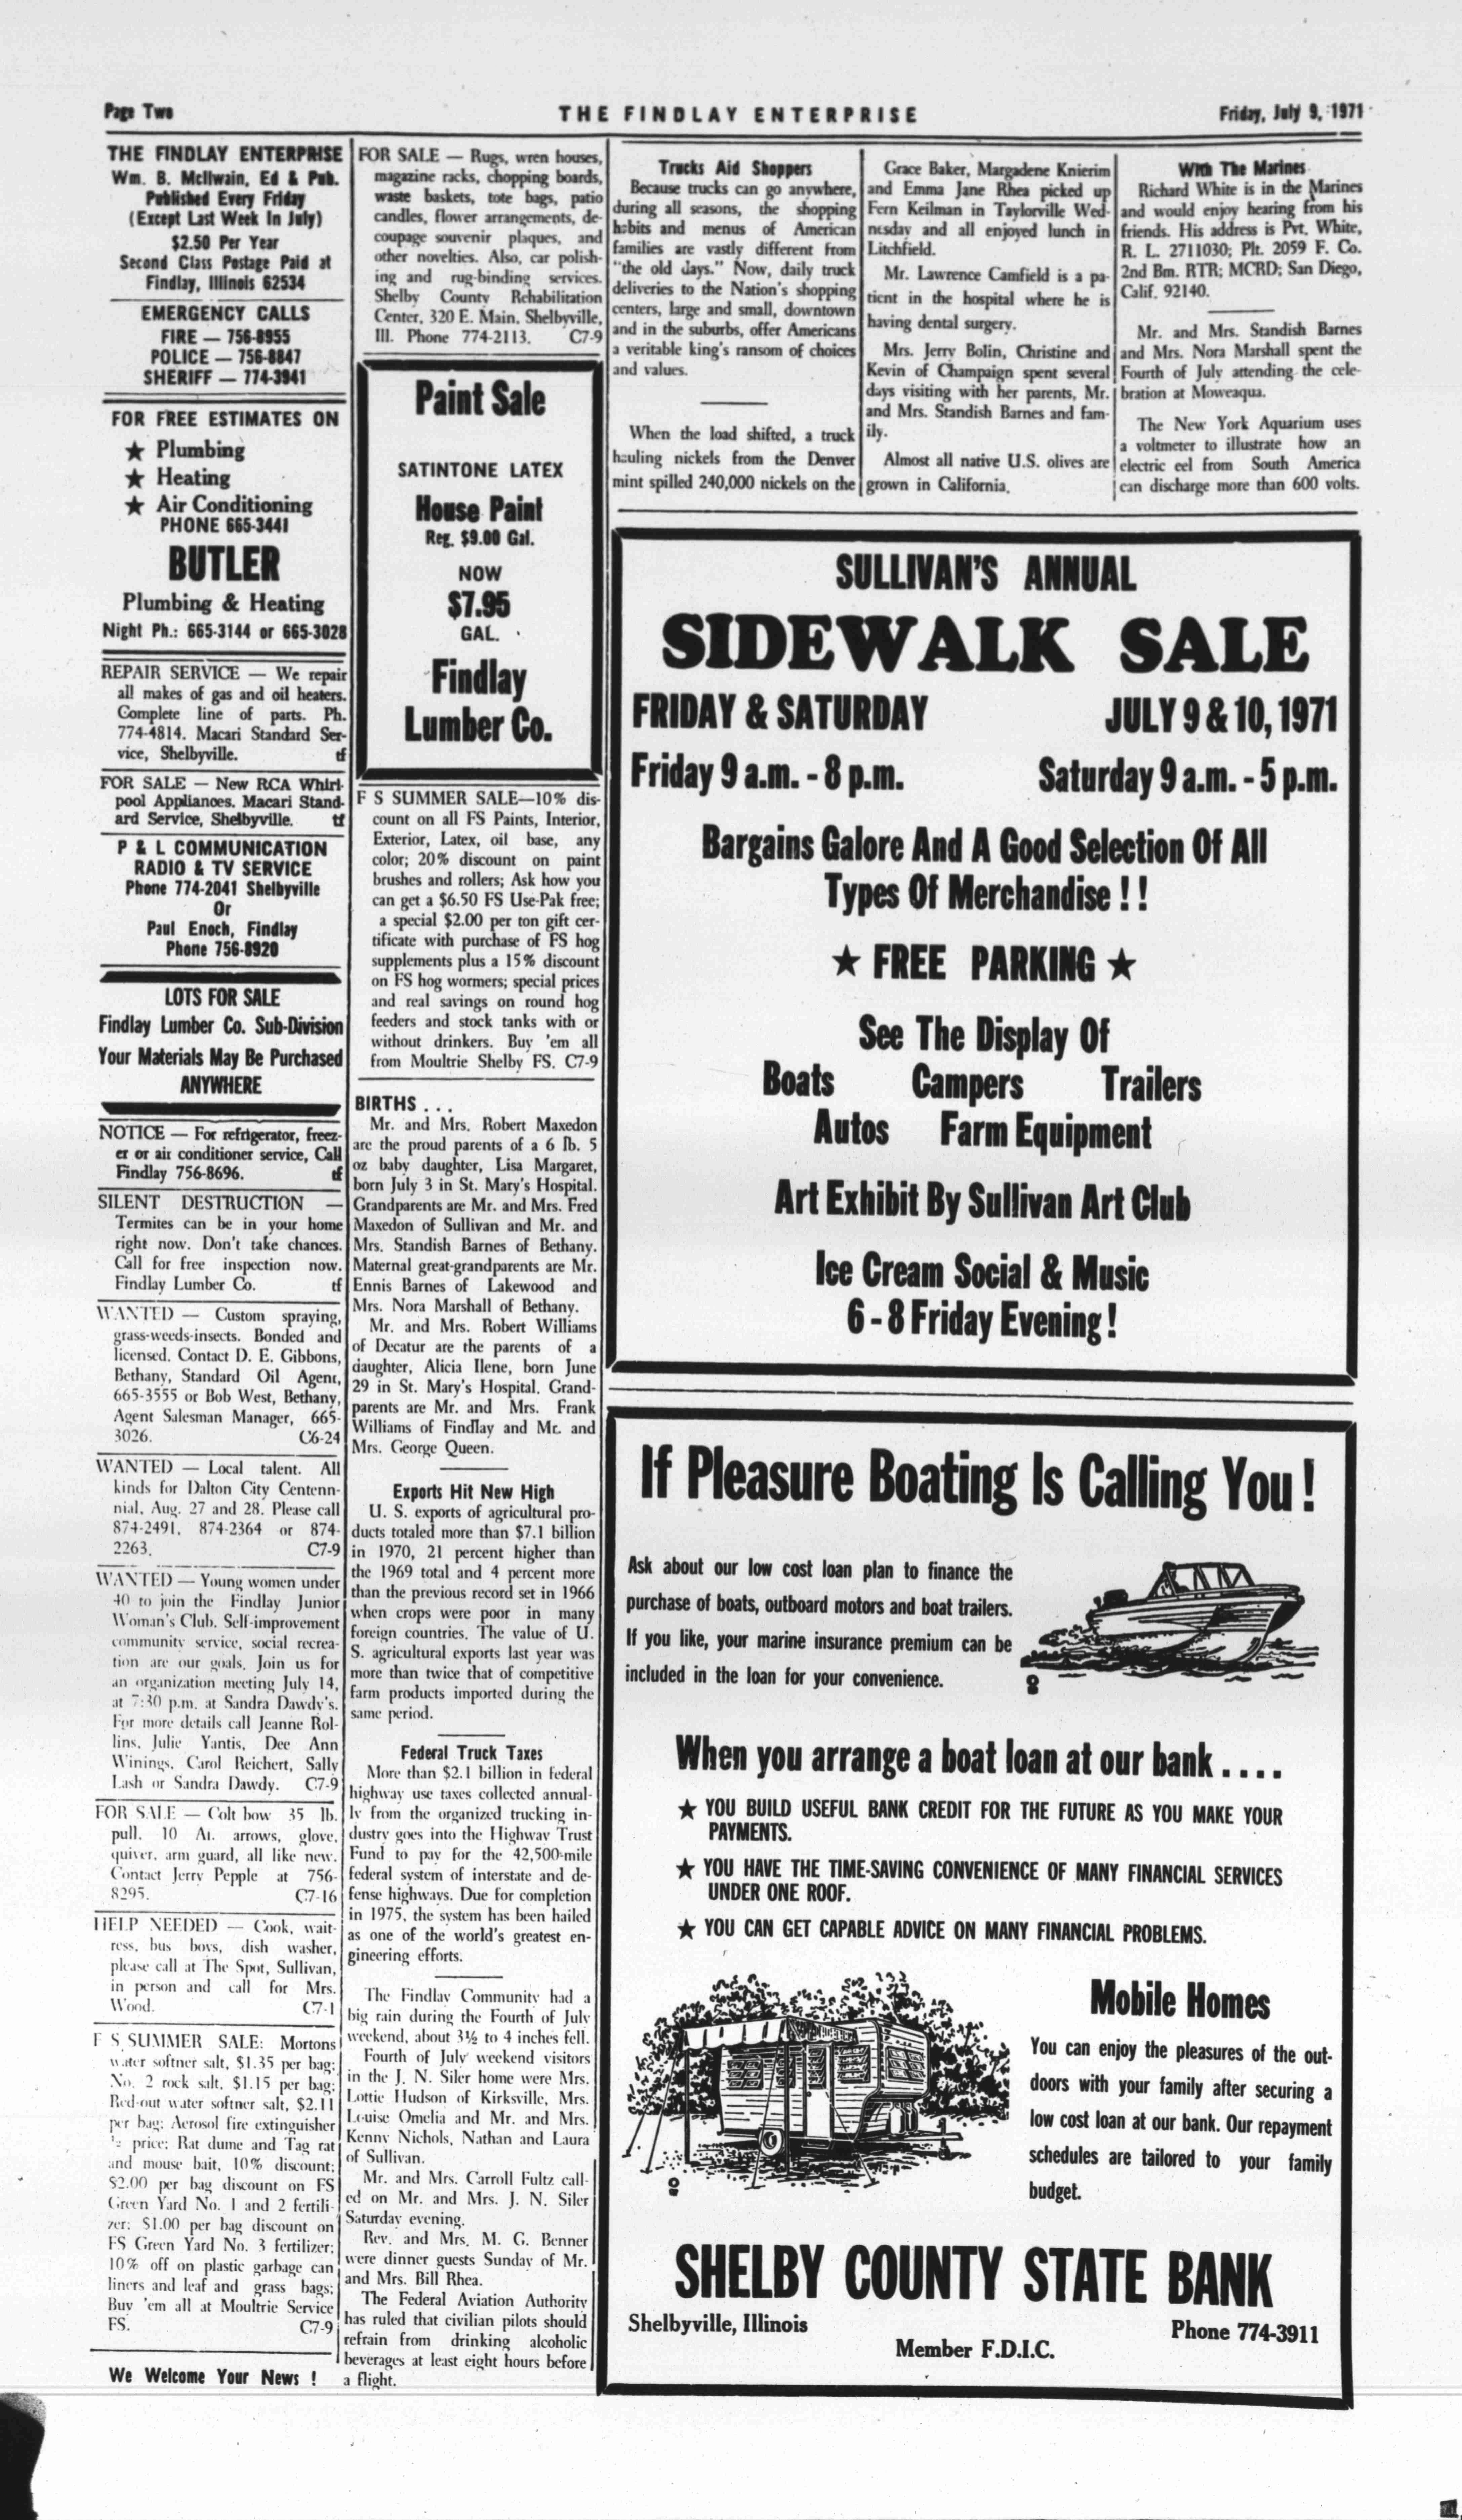 Page Two
THE FINDLAY ENTERPRISE
Friday, July 9, 1971
THE FINDLAY ENTERPRISE
Wm. B. McIlwain, Ed & Pub.
Published Every Friday
(Except Last Week In July)
$2.50 Per Year
Second Class Postage Paid at
Findlay, Illinois 62534
EMERGENCY CALLS
FIRE — 756-8955
POLICE — 756-8847
SHERIFF — 774-3941
FOR FREE ESTIMATES ON
★ Plumbing
★ Heating
★ Air Conditioning
PHONE 665-3441
BUTLER
Plumbing & Heating
Night Ph.: 665-3144 or 665-3028
REPAIR SERVICE — We repair
all makes of gas and oil heaters.
Complete line of parts. Ph.
774-4814. Macari Standard Ser-
vice, Shelbyville. tf
FOR SALE — New RCA Whirl-
pool Appliances. Macari Stand-
ard Service, Shelbyville. tf
P & L COMMUNICATION
RADIO & TV SERVICE
Phone 774-2041 Shelbyville
Or
Paul Enoch, Findlay
Phone 756-8920
LOTS FOR SALE
Findlay Lumber Co. Sub-Division
Your Materials May Be Purchased
ANYWHERE
NOTICE — For refrigerator, freez-
er or air conditioner service, Call
Findlay 756-8696. tf
SILENT DESTRUCTION —
Termites can be in your home
right now. Don't take chances.
Call for free inspection now.
Findlay Lumber Co. tf
WANTED — Custom spraying,
grass-weeds-insects. Bonded and
licensed. Contact D. E. Gibbons,
Bethany, Standard Oil Agent,
665-3555 or Bob West, Bethany,
Agent Salesman Manager, 665-
3026. C6-24
WANTED — Local talent. All
kinds for Dalton City Centenn-
nial, Aug. 27 and 28. Please call
874-2491, 874-2364 or 874-
2263. C7-9
WANTED — Young women under
40 to join the Findlay Junior
Woman's Club. Self-improvement
community service, social recrea-
tion are our goals. Join us for
an organization meeting July 14,
at 7:30 p.m. at Sandra Dawdy's.
For more details call Jeanne Rol-
lins, Julie Yantis, Dee Ann
Winings, Carol Reichert, Sally
Lash or Sandra Dawdy. C7-9
FOR SALE — Colt bow 35 lb.
pull. 10 Al. arrows, glove,
quiver, arm guard, all like new.
Contact Jerry Pepple at 756-
8295. C7-16
HELP NEEDED — Cook, wait-
ress, bus boys, dish washer,
please call at The Spot, Sullivan,
in person and call for Mrs.
Wood. C7-1
F S SUMMER SALE: Mortons
water softner salt, $1.35 per bag;
No. 2 rock salt, $1.15 per bag;
Red-out water softner salt, $2.11
per bag; Aerosol fire extinguisher
½ price; Rat dume and Tag rat
and mouse bait, 10% discount;
$2.00 per bag discount on FS
Green Yard No. 1 and 2 fertili-
zer; $1.00 per bag discount on
FS Green Yard No. 3 fertilizer;
10% off on plastic garbage can
liners and leaf and grass bags;
Buy 'em all at Moultrie Service
FS. C7-9
We Welcome Your News !
FOR SALE — Rugs, wren houses,
magazine racks, chopping boards,
waste baskets, tote bags, patio
candles, flower arrangements, de-
coupage souvenir plaques, and
other novelties. Also, car polish-
ing and rug-binding services.
Shelby County Rehabilitation
Center, 320 E. Main, Shelbyville,
Ill. Phone 774-2113. C7-9
Paint Sale
SATINTONE LATEX
House Paint
Reg. $9.00 Gal.
NOW
$7.95
GAL.
Findlay
Lumber Co.
F S SUMMER SALE—10% dis-
count on all FS Paints, Interior,
Exterior, Latex, oil base, any
color; 20% discount on paint
brushes and rollers; Ask how you
can get a $6.50 FS Use-Pak free;
a special $2.00 per ton gift cer-
tificate with purchase of FS hog
supplements plus a 15% discount
on FS hog wormers; special prices
and real savings on round hog
feeders and stock tanks with or
without drinkers. Buy 'em all
from Moultrie Shelby FS. C7-9
BIRTHS . . .
Mr. and Mrs. Robert Maxedon
are the proud parents of a 6 lb. 5
oz baby daughter, Lisa Margaret,
born July 3 in St. Mary's Hospital.
Grandparents are Mr. and Mrs. Fred
Maxedon of Sullivan and Mr. and
Mrs. Standish Barnes of Bethany.
Maternal great-grandparents are Mr.
Ennis Barnes of Lakewood and
Mrs. Nora Marshall of Bethany.
Mr. and Mrs. Robert Williams
of Decatur are the parents of a
daughter, Alicia Ilene, born June
29 in St. Mary's Hospital. Grand-
parents are Mr. and Mrs. Frank
Williams of Findlay and Mr. and
Mrs. George Queen.
Exports Hit New High
U. S. exports of agricultural pro-
ducts totaled more than $7.1 billion
in 1970, 21 percent higher than
the 1969 total and 4 percent more
than the previous record set in 1966
when crops were poor in many
foreign countries. The value of U.
S. agricultural exports last year was
more than twice that of competitive
farm products imported during the
same period.
Federal Truck Taxes
More than $2.1 billion in federal
highway use taxes collected annual-
ly from the organized trucking in-
dustry goes into the Highway Trust
Fund to pay for the 42,500-mile
federal system of interstate and de-
fense highways. Due for completion
in 1975, the system has been hailed
as one of the world's greatest en-
gineering efforts.
The Findlay Community had a
big rain during the Fourth of July
weekend, about 3½ to 4 inches fell.
Fourth of July weekend visitors
in the J. N. Siler home were Mrs.
Lottie Hudson of Kirksville, Mrs.
Louise Omelia and Mr. and Mrs.
Kenny Nichols, Nathan and Laura
of Sullivan.
Mr. and Mrs. Carroll Fultz call-
ed on Mr. and Mrs. J. N. Siler
Saturday evening.
Rev. and Mrs. M. G. Benner
were dinner guests Sunday of Mr.
and Mrs. Bill Rhea.
The Federal Aviation Authority
has ruled that civilian pilots should
refrain from drinking alcoholic
beverages at least eight hours before
a flight.
Trucks Aid Shoppers
Because trucks can go anywhere,
during all seasons, the shopping
habits and menus of American
families are vastly different from
"the old days." Now, daily truck
deliveries to the Nation's shopping
centers, large and small, downtown
and in the suburbs, offer Americans
a veritable king's ransom of choices
and values.
When the load shifted, a truck
hauling nickels from the Denver
mint spilled 240,000 nickels on the
Grace Baker, Margadene Knierim
and Emma Jane Rhea picked up
Fern Keilman in Taylorville Wed-
nesday and all enjoyed lunch in
Litchfield.
Mr. Lawrence Camfield is a pa-
tient in the hospital where he is
having dental surgery.
Mrs. Jerry Bolin, Christine and
Kevin of Champaign spent several
days visiting with her parents, Mr.
and Mrs. Standish Barnes and fam-
ily.
Almost all native U.S. olives are
grown in California.
With The Marines
Richard White is in the Marines
and would enjoy hearing from his
friends. His address is Pvt. White,
R. L. 2711030; Plt. 2059 F. Co.
2nd Bm. RTR; MCRD; San Diego,
Calif. 92140.
Mr. and Mrs. Standish Barnes
and Mrs. Nora Marshall spent the
Fourth of July attending the cele-
bration at Moweaqua.
The New York Aquarium uses
a voltmeter to illustrate how an
electric eel from South America
can discharge more than 600 volts.
SULLIVAN'S ANNUAL
SIDEWALK SALE
FRIDAY & SATURDAY JULY 9 & 10, 1971
Friday 9 a.m. - 8 p.m. Saturday 9 a.m. - 5 p.m.
Bargains Galore And A Good Selection Of All
Types Of Merchandise ! !
★ FREE PARKING ★
See The Display Of
Boats Campers Trailers
Autos Farm Equipment
Art Exhibit By Sullivan Art Club
Ice Cream Social & Music
6 - 8 Friday Evening !
If Pleasure Boating Is Calling You !
Ask about our low cost loan plan to finance the
purchase of boats, outboard motors and boat trailers.
If you like, your marine insurance premium can be
included in the loan for your convenience.
When you arrange a boat loan at our bank . . . .
★ YOU BUILD USEFUL BANK CREDIT FOR THE FUTURE AS YOU MAKE YOUR
PAYMENTS.
★ YOU HAVE THE TIME-SAVING CONVENIENCE OF MANY FINANCIAL SERVICES
UNDER ONE ROOF.
★ YOU CAN GET CAPABLE ADVICE ON MANY FINANCIAL PROBLEMS.
Mobile Homes
You can enjoy the pleasures of the out-
doors with your family after securing a
low cost loan at our bank. Our repayment
schedules are tailored to your family
budget.
SHELBY COUNTY STATE BANK
Shelbyville, Illinois
Phone 774-3911
Member F.D.I.C.